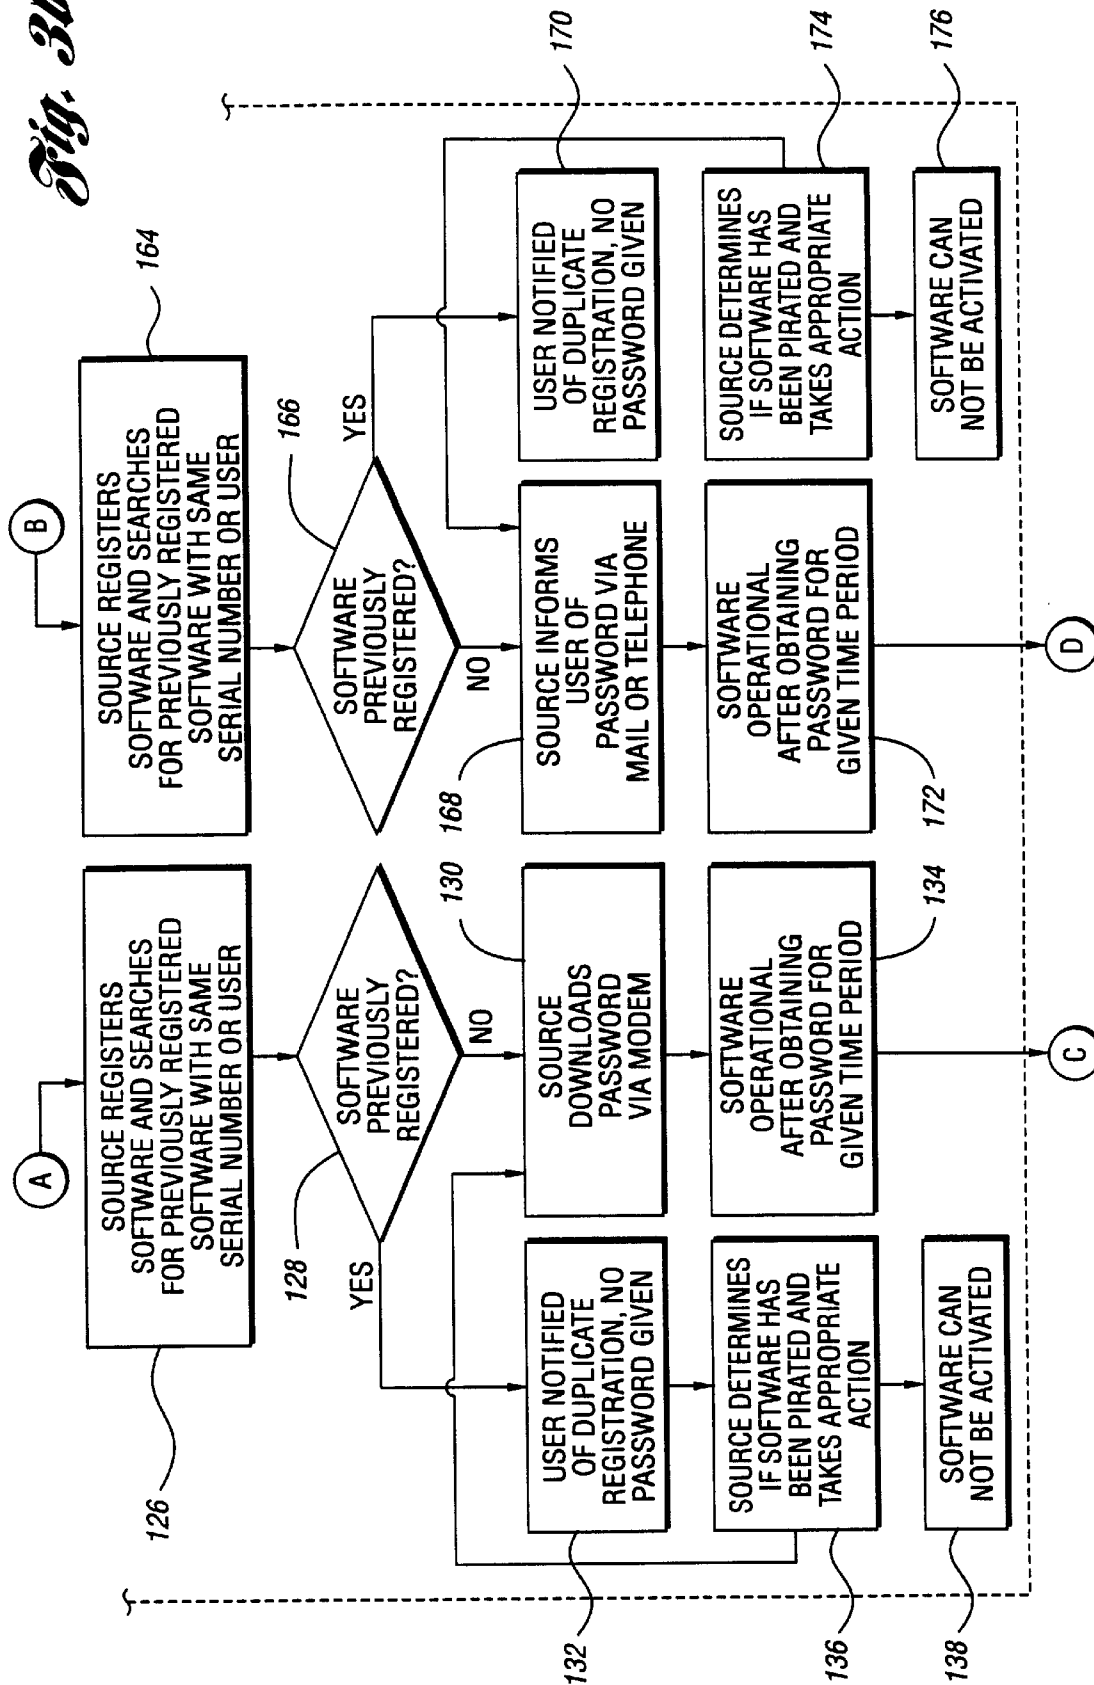 Fig. 3b
A
SOURCE REGISTERS
SOFTWARE AND SEARCHES
FOR PREVIOUSLY REGISTERED
SOFTWARE WITH SAME
SERIAL NUMBER OR USER
126
SOFTWARE
PREVIOUSLY
REGISTERED?
128
YES
NO
USER NOTIFIED
OF DUPLICATE
REGISTRATION, NO
PASSWORD GIVEN
132
SOURCE
DOWNLOADS
PASSWORD
VIA MODEM
130
SOURCE DETERMINES
IF SOFTWARE HAS
BEEN PIRATED AND
TAKES APPROPRIATE
ACTION
136
SOFTWARE
OPERATIONAL
AFTER OBTAINING
PASSWORD FOR
GIVEN TIME PERIOD
134
SOFTWARE CAN
NOT BE ACTIVATED
138
C
B
SOURCE REGISTERS
SOFTWARE AND SEARCHES
FOR PREVIOUSLY REGISTERED
SOFTWARE WITH SAME
SERIAL NUMBER OR USER
164
SOFTWARE
PREVIOUSLY
REGISTERED?
166
YES
NO
SOURCE INFORMS
USER OF
PASSWORD VIA
MAIL OR TELEPHONE
168
USER NOTIFIED
OF DUPLICATE
REGISTRATION, NO
PASSWORD GIVEN
170
SOFTWARE
OPERATIONAL
AFTER OBTAINING
PASSWORD FOR
GIVEN TIME PERIOD
172
SOURCE DETERMINES
IF SOFTWARE HAS
BEEN PIRATED AND
TAKES APPROPRIATE
ACTION
174
SOFTWARE CAN
NOT BE ACTIVATED
176
D